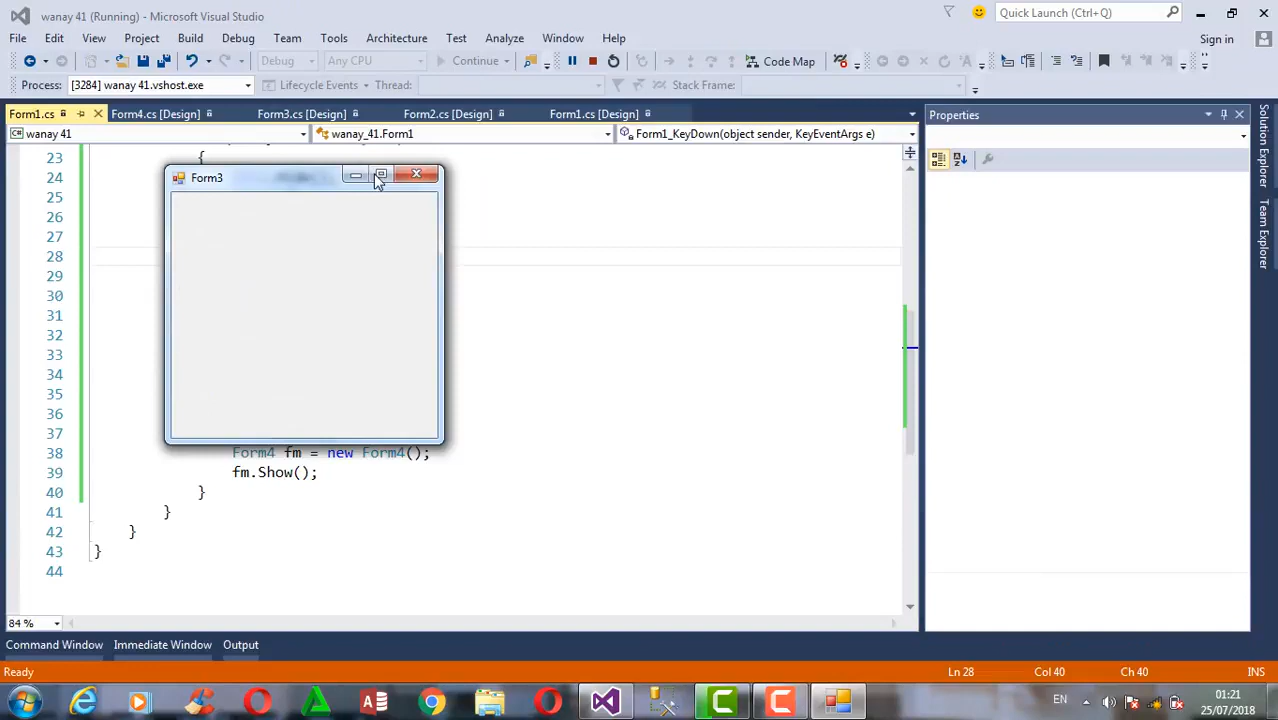 wanay 41 (Running) - Microsoft Visual Studio
Quick Launch (Ctrl+Q)
File Edit View Project Build Debug Team Tools Architecture Test Analyze Window Help
Sign in
Debug Any CPU Continue Code Map
Process: [3284] wanay 41.vshost.exe Lifecycle Events Thread: Stack Frame:
Form1.cs Form4.cs [Design] Form3.cs [Design] Form2.cs [Design] Form1.cs [Design]
Properties
wanay 41 wanay_41.Form1 Form1_KeyDown(object sender, KeyEventArgs e)
Solution Explorer
Team Explorer
23 {
24
25
26
27
28
29
30
31
32
33
34
35
36
37
38 Form4 fm = new Form4();
39 fm.Show();
40 }
41 }
42 }
43 }
44
Form3
84 %
Command Window Immediate Window Output
Ready Ln 28 Col 40 Ch 40 INS
EN 01:21
25/07/2018